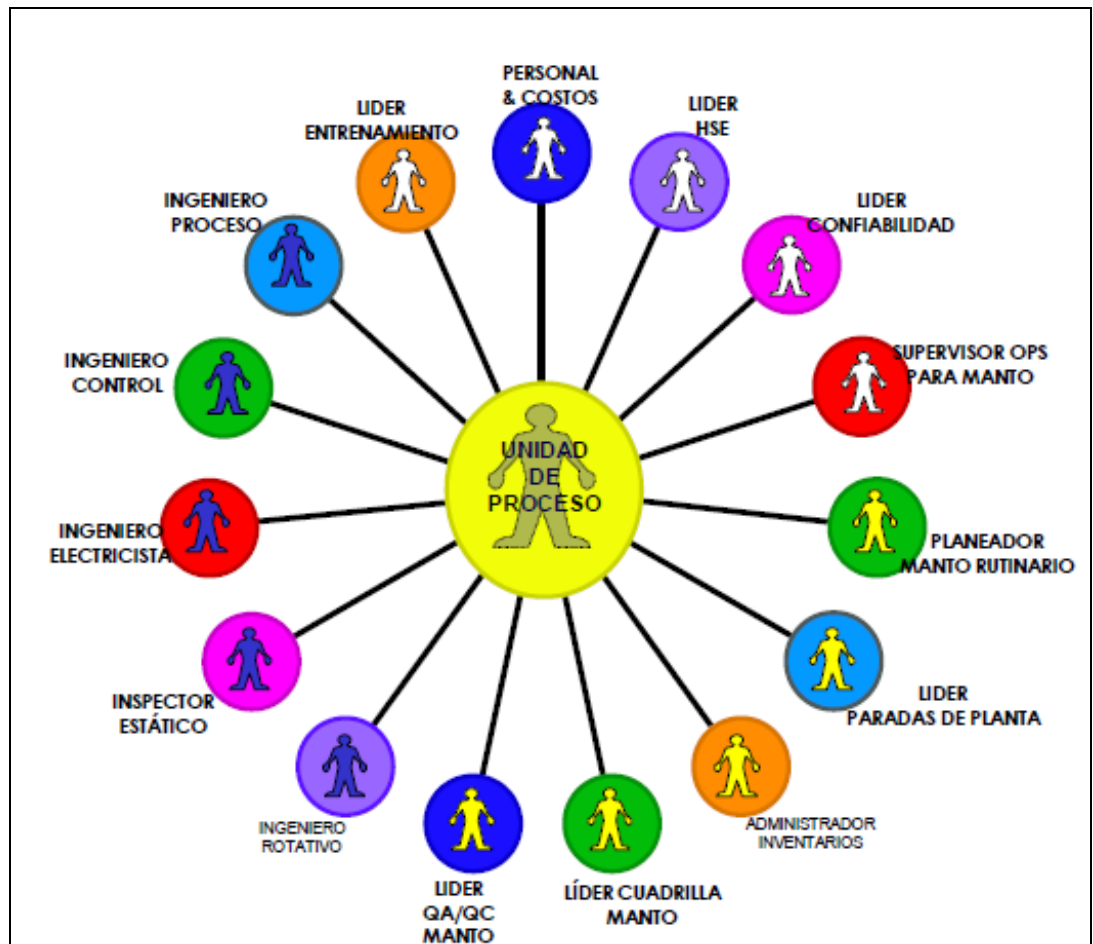 PERSONAL
& COSTOS
LIDER
HSE
LIDER
CONFIABILIDAD
SUPERVISOR OPS
PARA MANTO
PLANEADOR
MANTO RUTINARIO
LIDER
PARADAS DE PLANTA
ADMINISTRADOR
INVENTARIOS
LÍDER CUADRILLA
MANTO
LIDER
QA/QC
MANTO
INGENIERO
ROTATIVO
INSPECTOR
ESTÁTICO
INGENIERO
ELECTRICISTA
INGENIERO
CONTROL
INGENIERO
PROCESO
LIDER
ENTRENAMIENTO
UNIDAD
DE
PROCESO